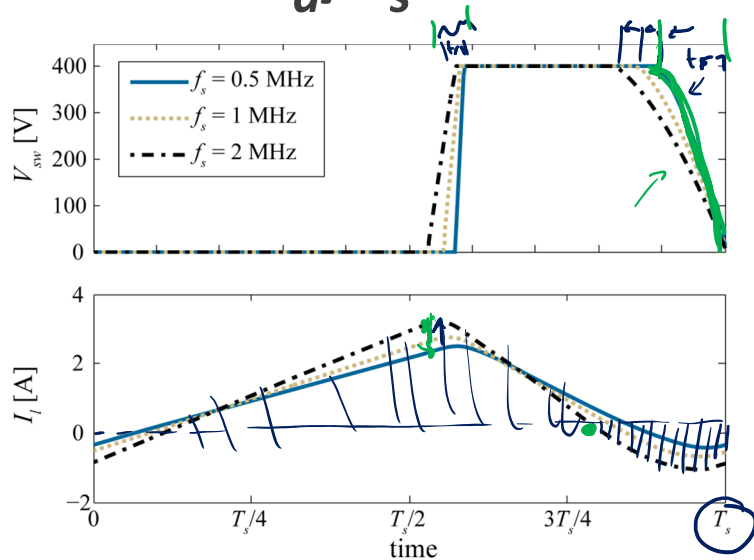 400
300
200
100
0
V_sw [V]
f_s = 0.5 MHz
f_s = 1 MHz
f_s = 2 MHz
4
2
0
−2
I_l [A]
0
T_s/4
T_s/2
3T_s/4
T_s
time